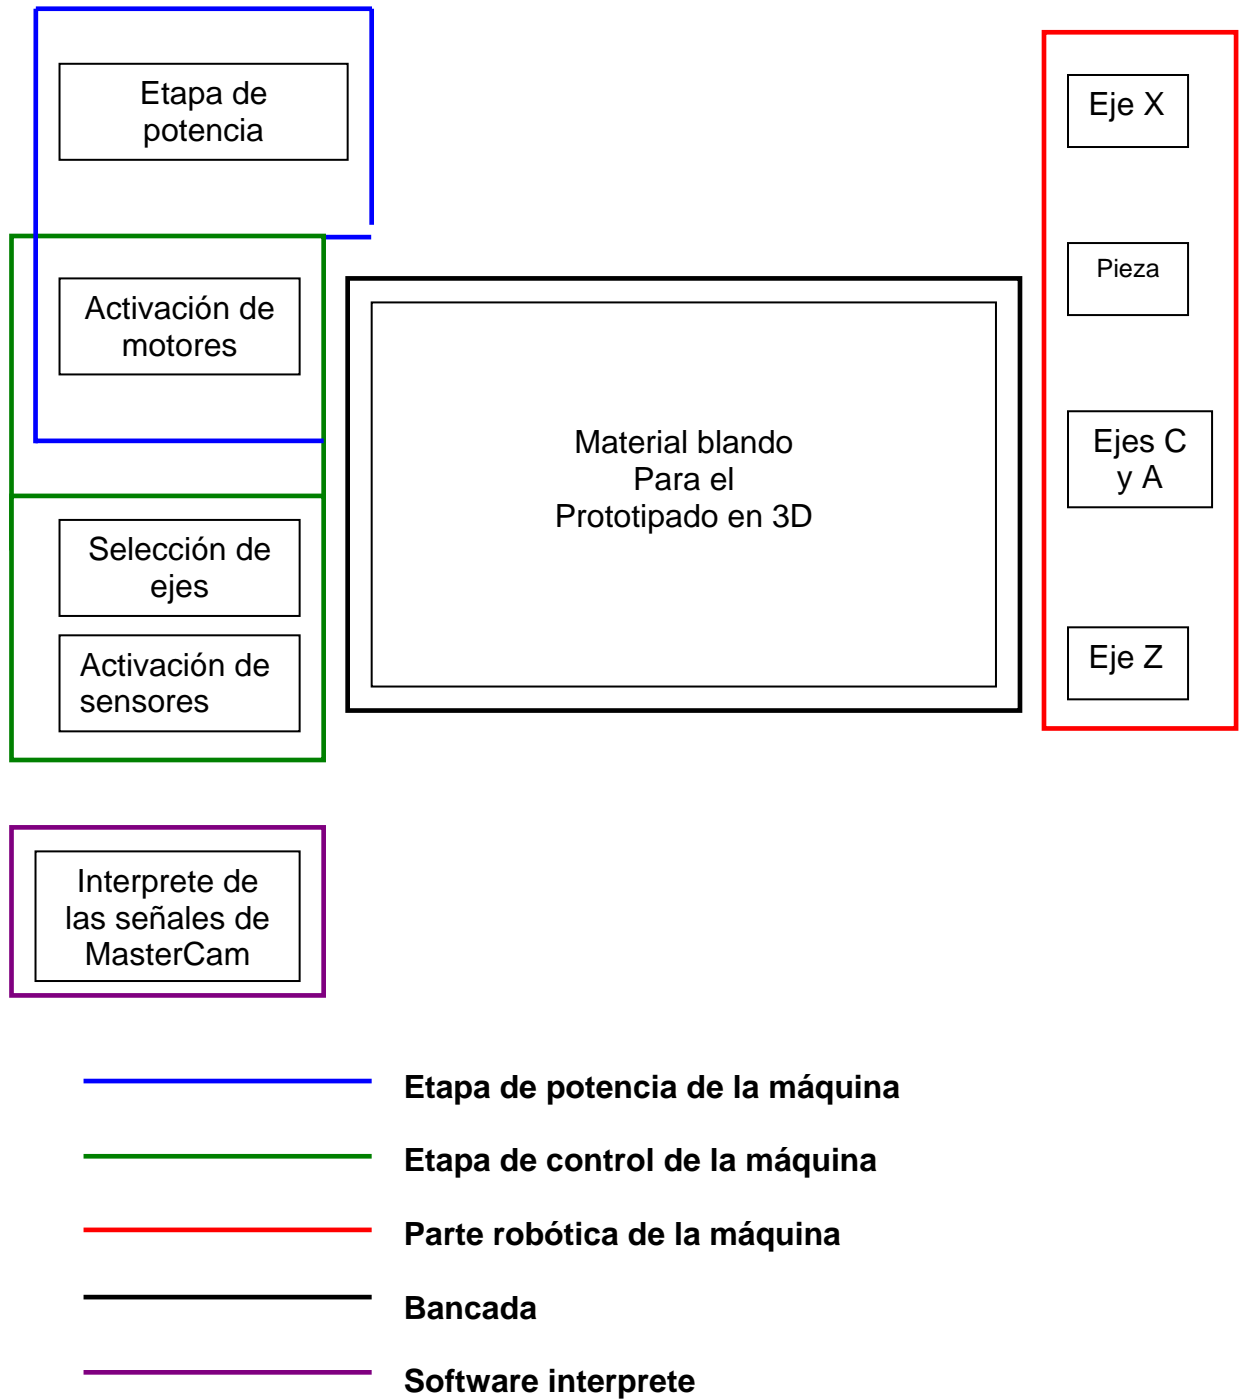 Etapa de
potencia
Activación de
motores
Selección de
ejes
Activación de
sensores
Interprete de
las señales de
MasterCam
Material blando
Para el
Prototipado en 3D
Eje X
Pieza
Ejes C
y A
Eje Z
Etapa de potencia de la máquina
Etapa de control de la máquina
Parte robótica de la máquina
Bancada
Software interprete